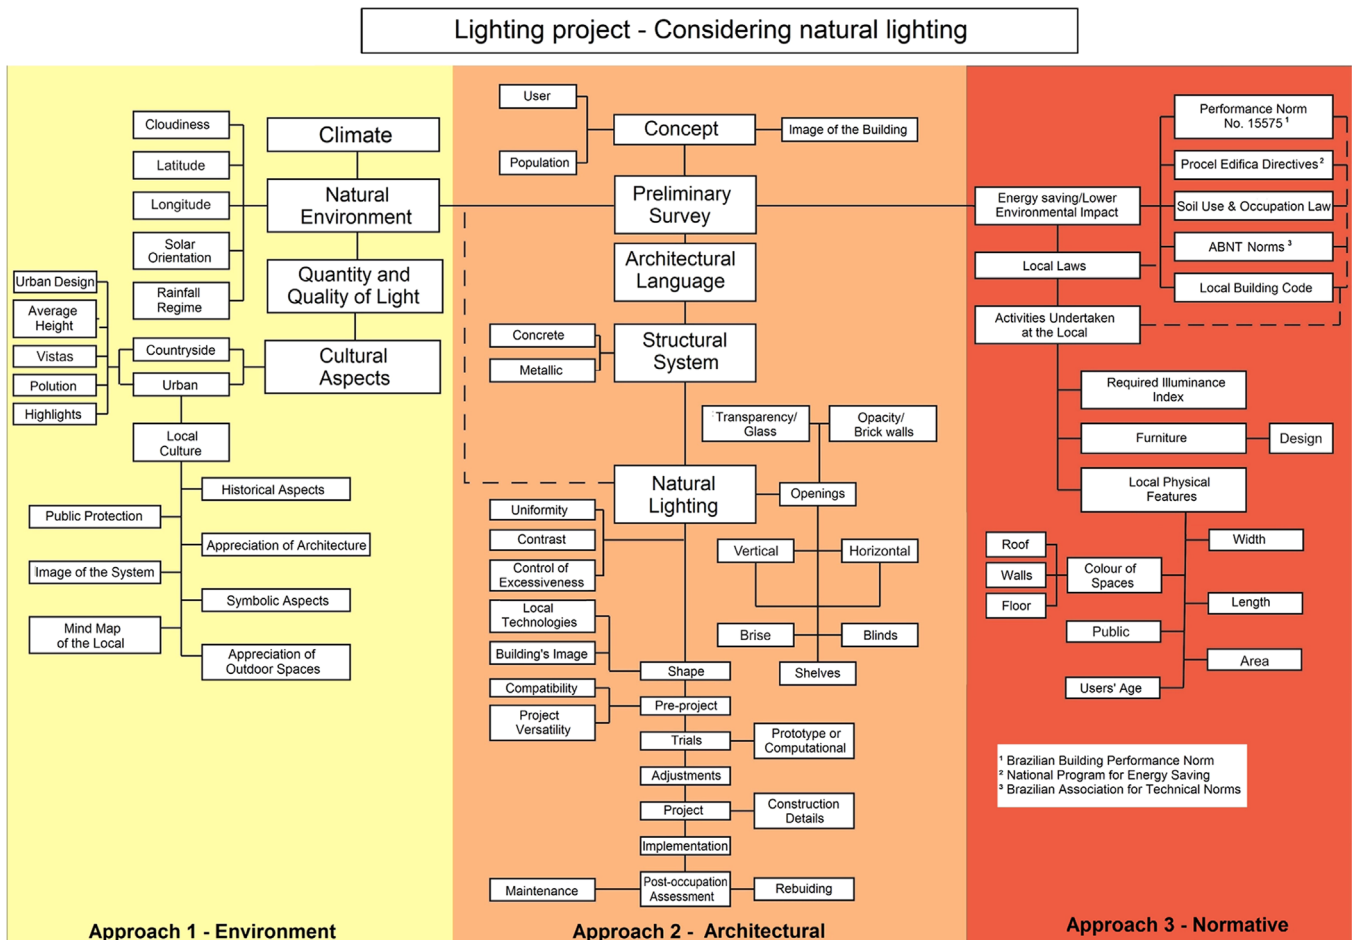 Lighting project - Considering natural lighting
Cloudiness
Latitude
Longitude
Solar
Orientation
Rainfall
Regime
Climate
Natural
Environment
Quantity and
Quality of Light
Cultural
Aspects
Urban Design
Average
Height
Vistas
Polution
Highlights
Countryside
Urban
Local
Culture
Historical Aspects
Public Protection
Appreciation of Architecture
Image of the System
Symbolic Aspects
Mind Map
of the Local
Appreciation of
Outdoor Spaces
Approach 1 - Environment
User
Population
Concept
Image of the Building
Preliminary
Survey
Architectural
Language
Concrete
Metallic
Structural
System
Transparency/
Glass
Opacity/
Brick walls
Natural
Lighting
Openings
Uniformity
Contrast
Control of
Excessiveness
Vertical
Horizontal
Local
Technologies
Building's Image
Brise
Blinds
Shelves
Shape
Compatibility
Project
Versatility
Pre-project
Trials
Prototype or
Computational
Adjustments
Project
Construction
Details
Implementation
Maintenance
Post-occupation
Assessment
Rebuiding
Approach 2 - Architectural
Energy saving/Lower
Environmental Impact
Local Laws
Activities Undertaken
at the Local
Performance Norm
No. 15575 ¹
Procel Edifica Directives²
Soil Use & Occupation Law
ABNT Norms ³
Local Building Code
Required Illuminance
Index
Furniture
Design
Local Physical
Features
Roof
Walls
Floor
Colour of
Spaces
Width
Length
Public
Area
Users' Age
¹ Brazilian Building Performance Norm
² National Program for Energy Saving
³ Brazilian Association for Technical Norms
Approach 3 - Normative